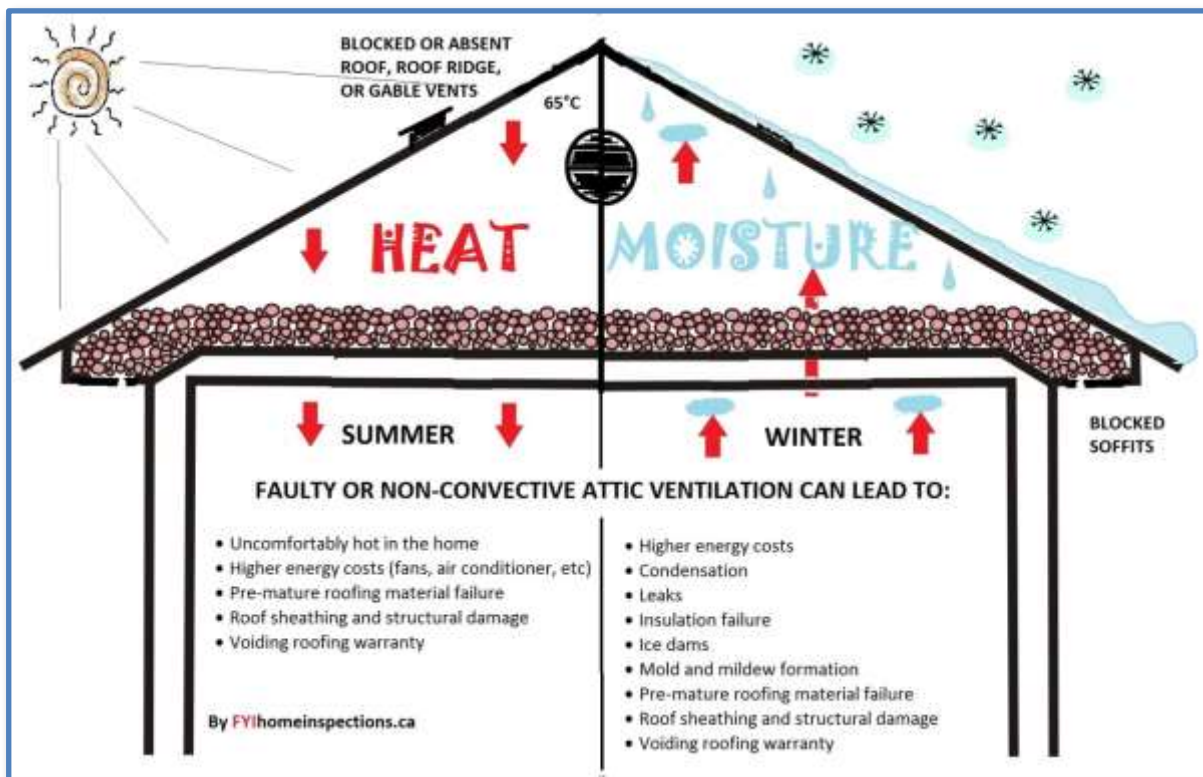 BLOCKED OR ABSENT
ROOF, ROOF RIDGE,
OR GABLE VENTS
65°C
HEAT
MOISTURE
SUMMER
WINTER
BLOCKED
SOFFITS
FAULTY OR NON-CONVECTIVE ATTIC VENTILATION CAN LEAD TO:
• Uncomfortably hot in the home
• Higher energy costs (fans, air conditioner, etc)
• Pre-mature roofing material failure
• Roof sheathing and structural damage
• Voiding roofing warranty
By FYIhomeinspections.ca
• Higher energy costs
• Condensation
• Leaks
• Insulation failure
• Ice dams
• Mold and mildew formation
• Pre-mature roofing material failure
• Roof sheathing and structural damage
• Voiding roofing warranty